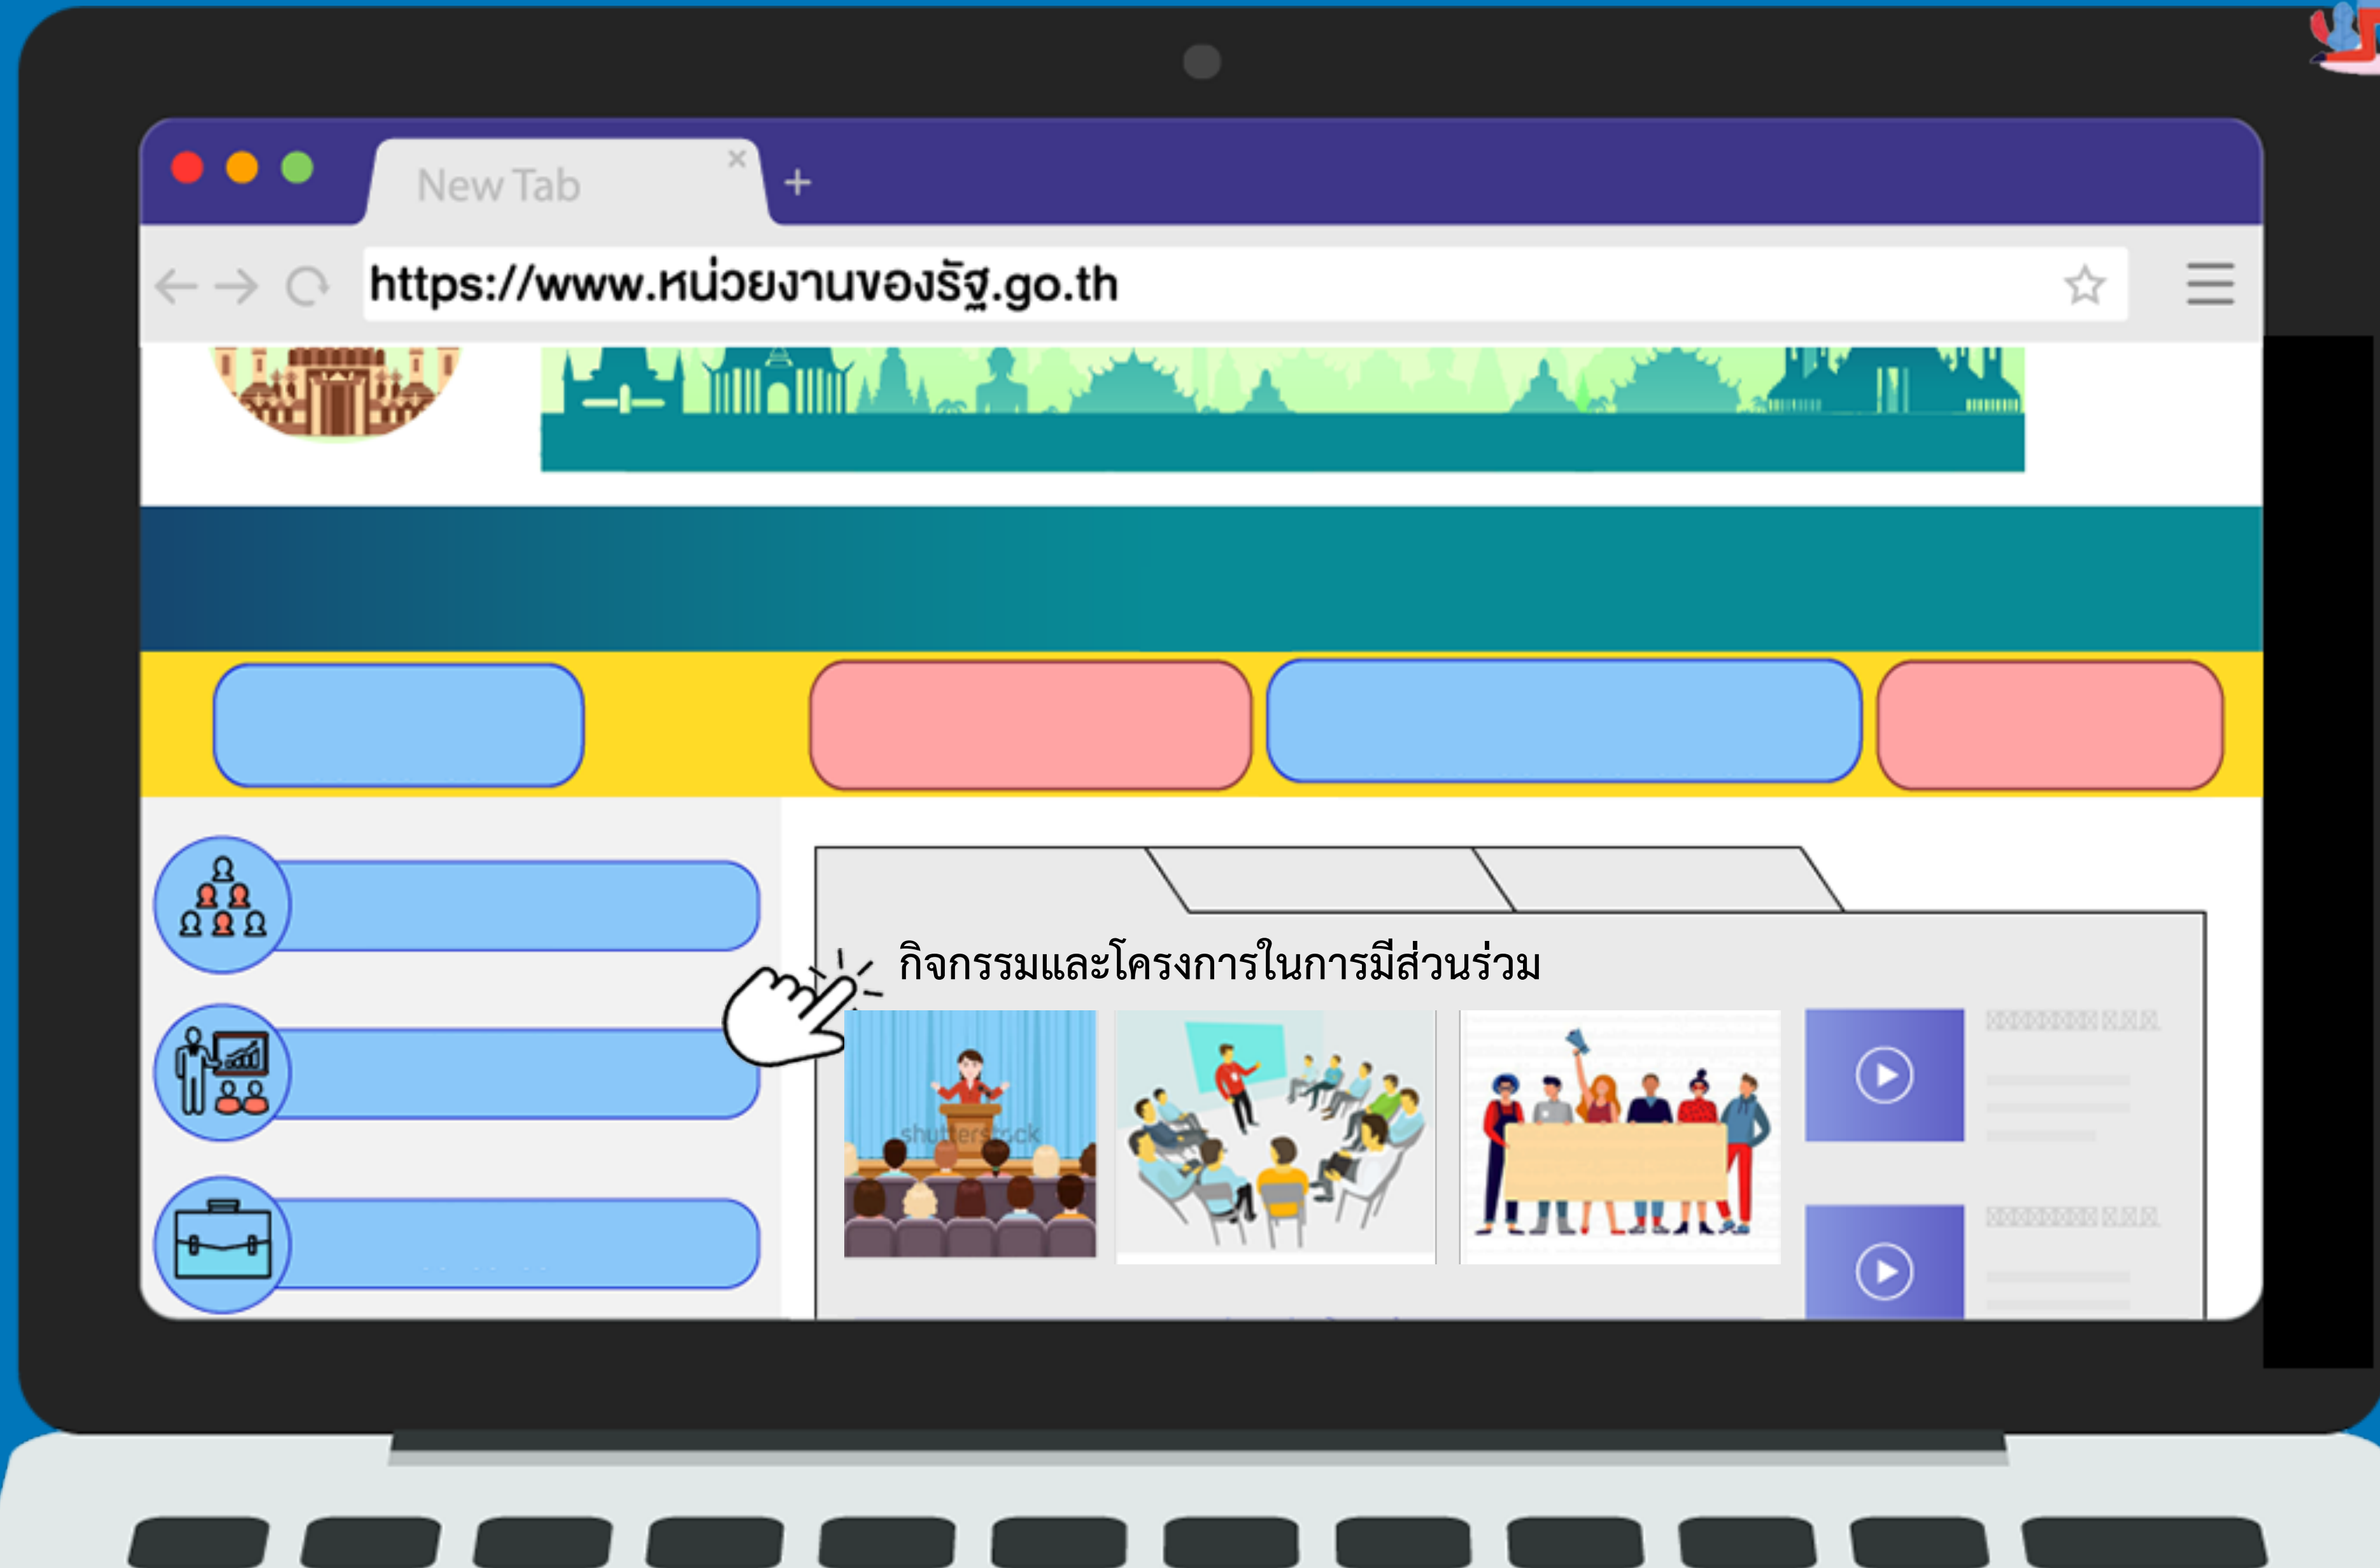 New Tab
https://www.หน่วยงานของรัฐ.go.th
กิจกรรมและโครงการในการมีส่วนร่วม
shutterstock